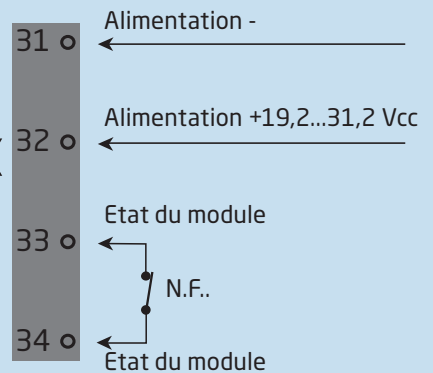 31 Alimentation -
32 Alimentation +19,2...31,2 Vcc
33 Etat du module
N.F..
34 Etat du module